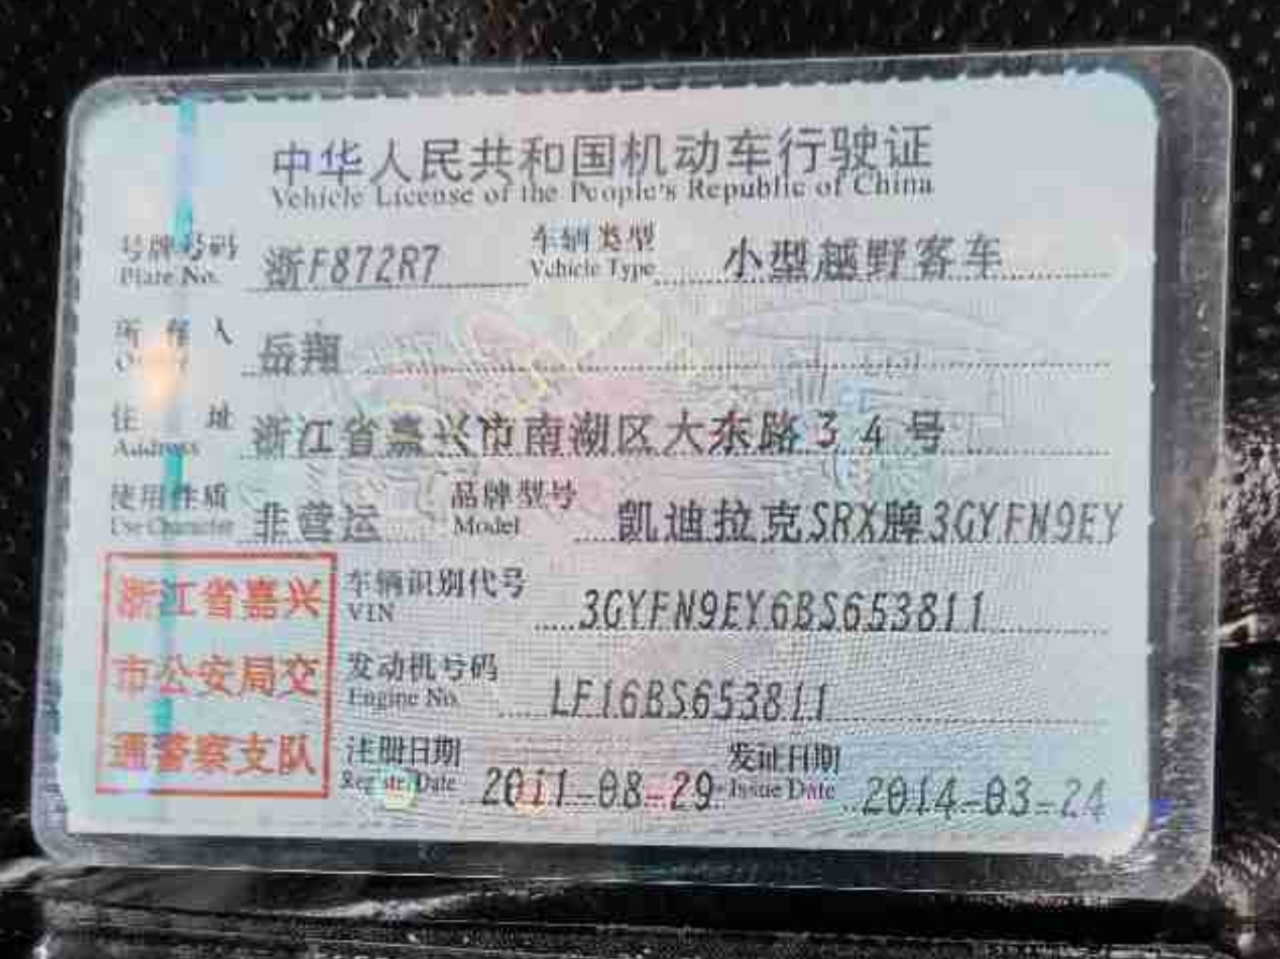 中华人民共和国机动车行驶证
Vehicle License of the People's Republic of China
号牌号码 浙F872R7 车辆类型 小型越野客车
Plate No. Vehicle Type
所有人 岳翔
Owner
住址 浙江省嘉兴市南湖区大东路34号
Address
使用性质 非营运 品牌型号 凯迪拉克SRX牌3GYFN9EY
Use Character Model
浙江省嘉兴
市公安局交
通警察支队
车辆识别代号 3GYFN9EY6BS653811
VIN
发动机号码 LF16BS653811
Engine No.
注册日期 2011-08-29 发证日期 2014-03-24
Register Date Issue Date